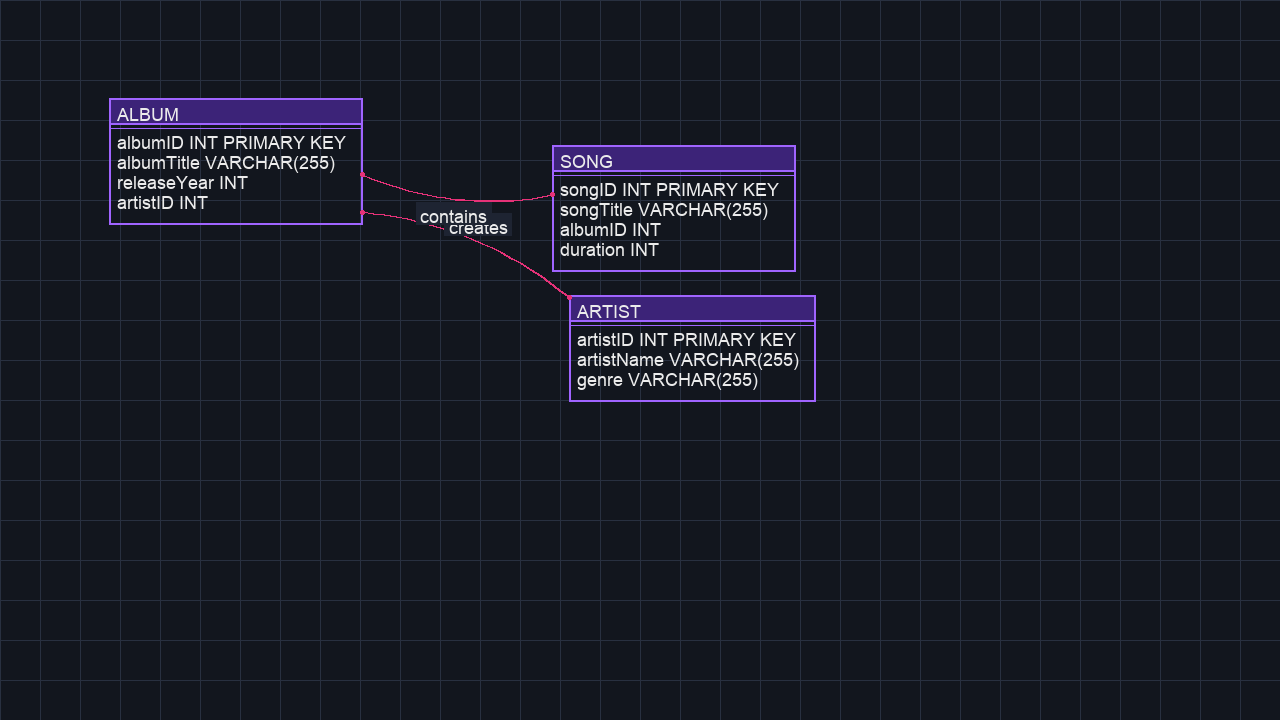 ALBUM
albumID INT PRIMARY KEY
albumTitle VARCHAR(255)
releaseYear INT
artistID INT
SONG
songID INT PRIMARY KEY
songTitle VARCHAR(255)
albumID INT
duration INT
contains
creates
ARTIST
artistID INT PRIMARY KEY
artistName VARCHAR(255)
genre VARCHAR(255)